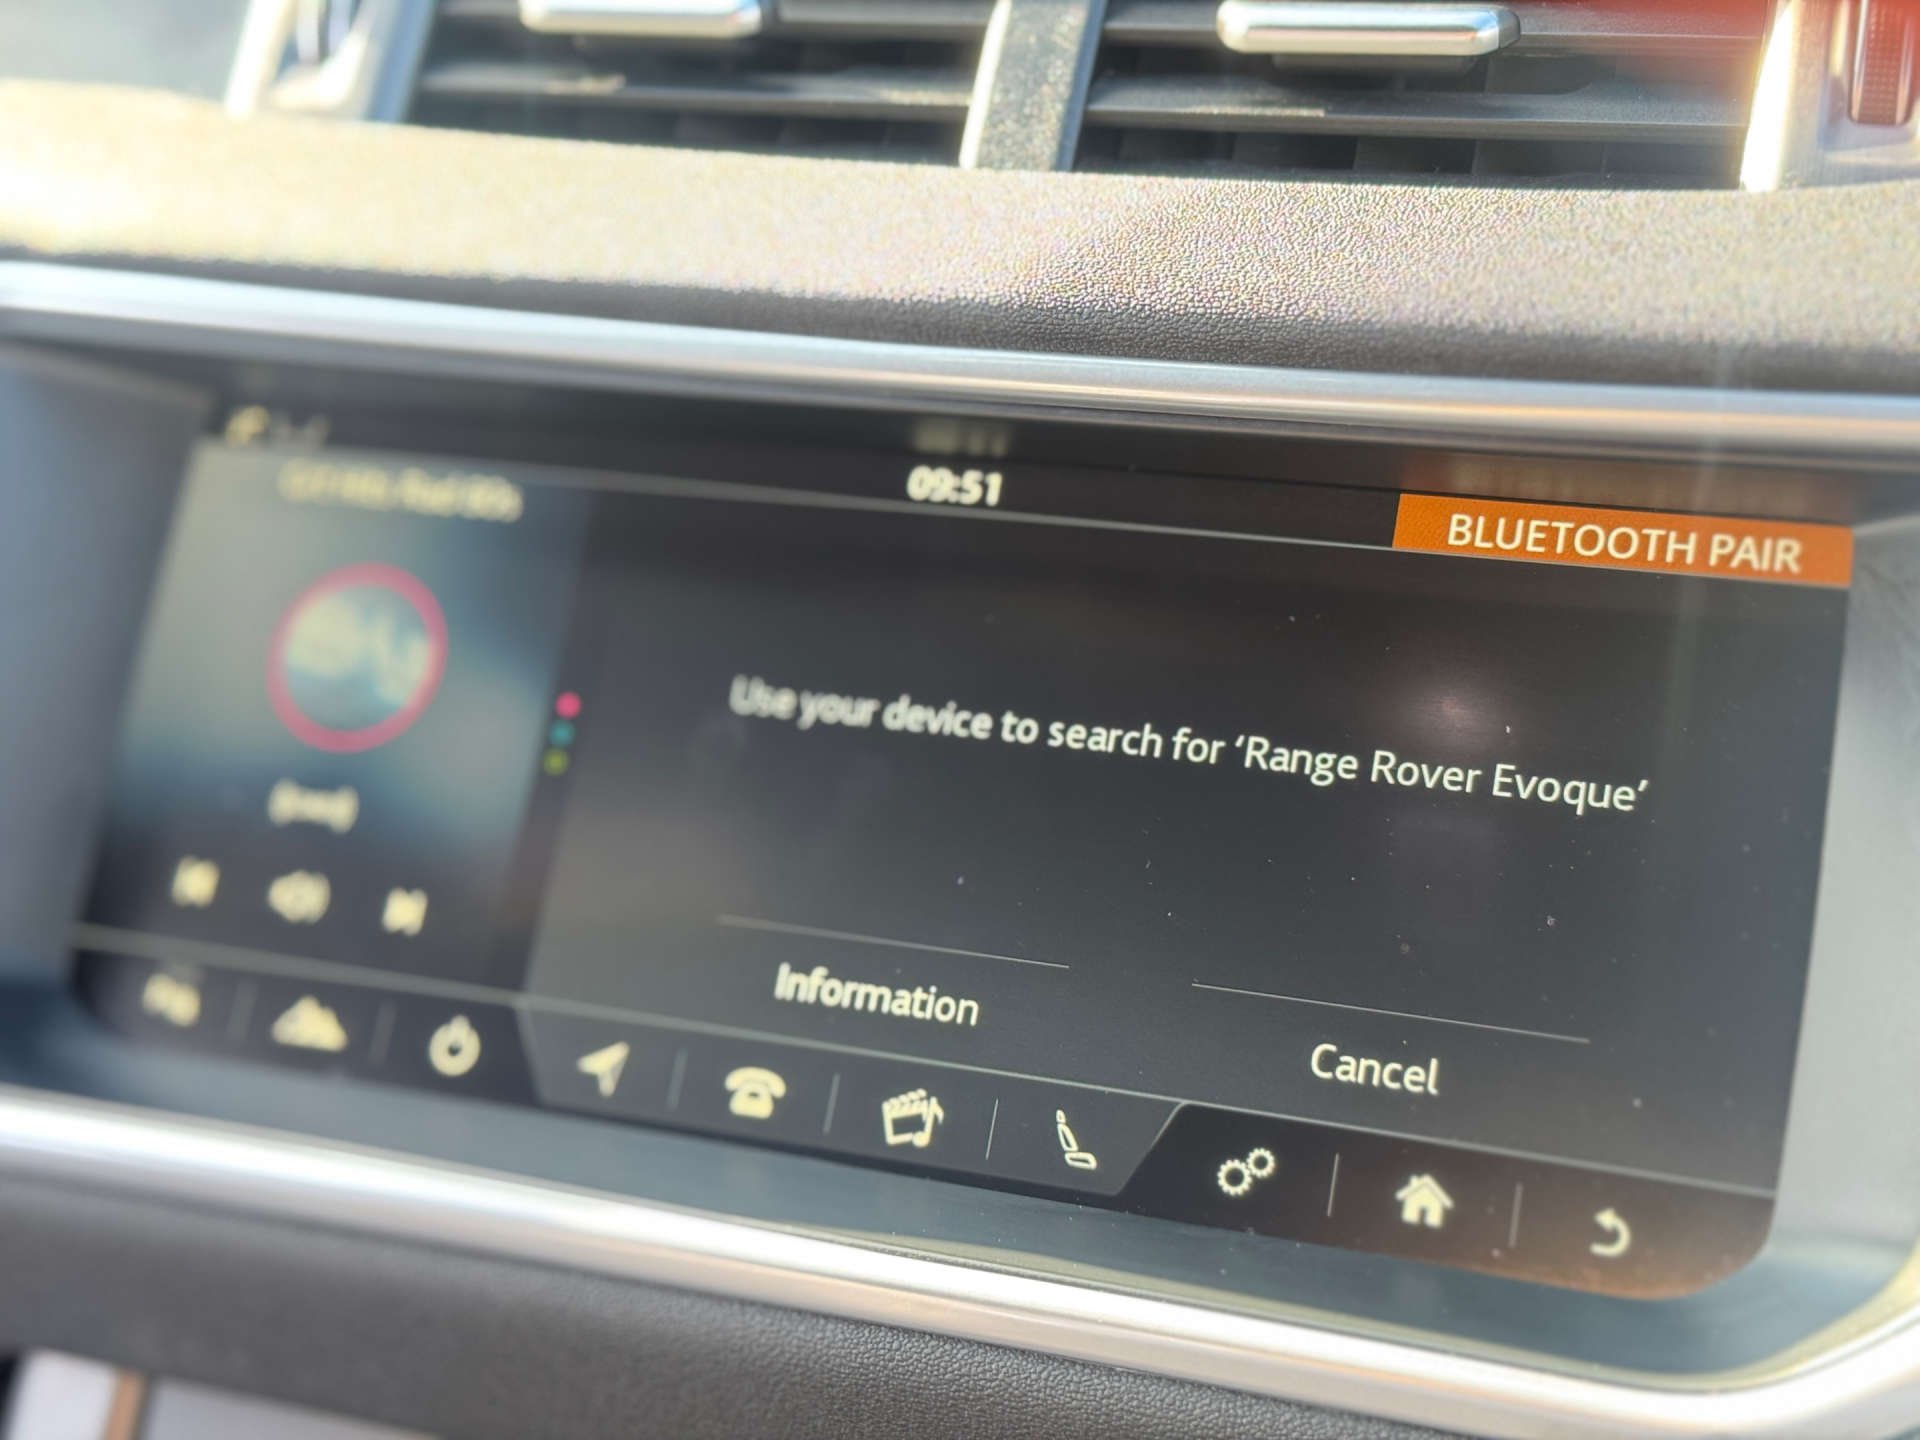 09:51
BLUETOOTH PAIR
Use your device to search for ‘Range Rover Evoque’
Information
Cancel